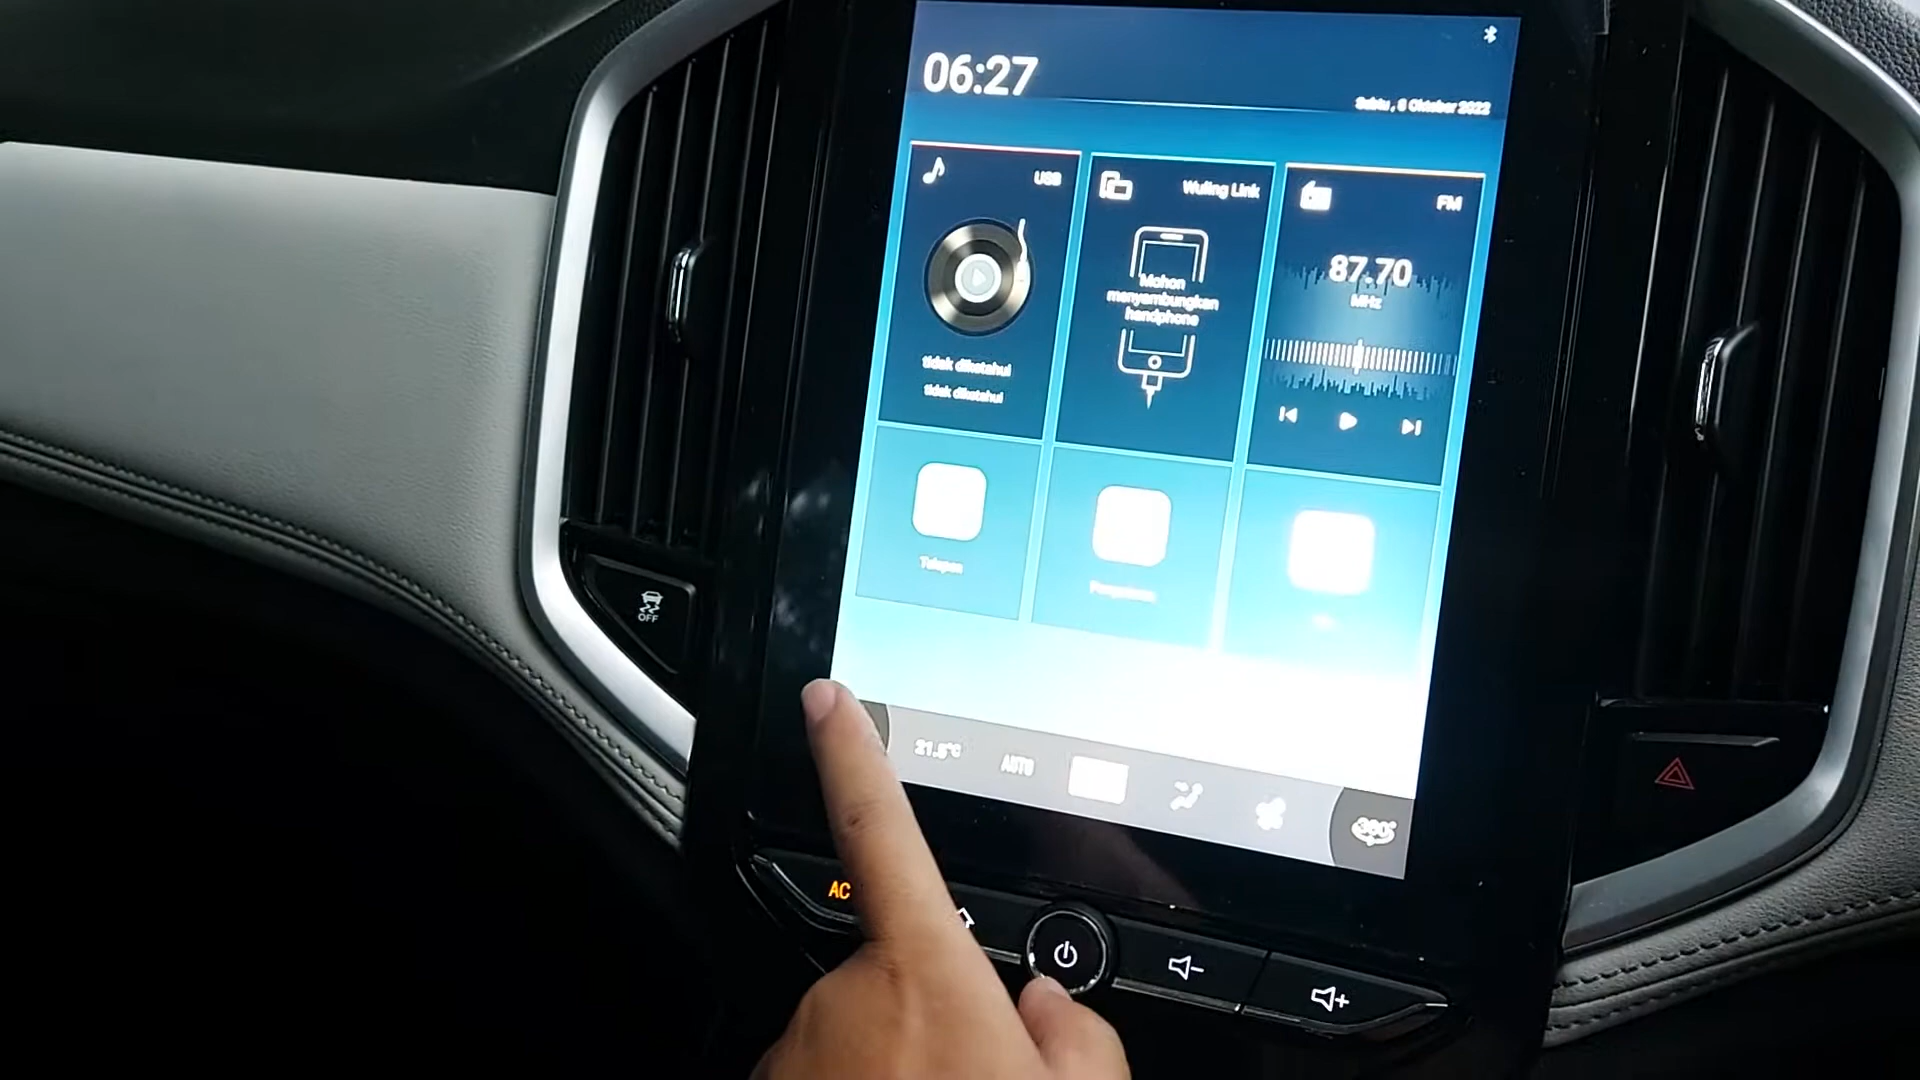 06:27
Sabtu , 8 Oktober 2022
USB
tidak diketahui
tidak diketahui
Wuling Link
Mohon
menyambungkan
handphone
FM
87.70
MHz
Telepon
OFF
21.5°C
AUTO
360°
AC